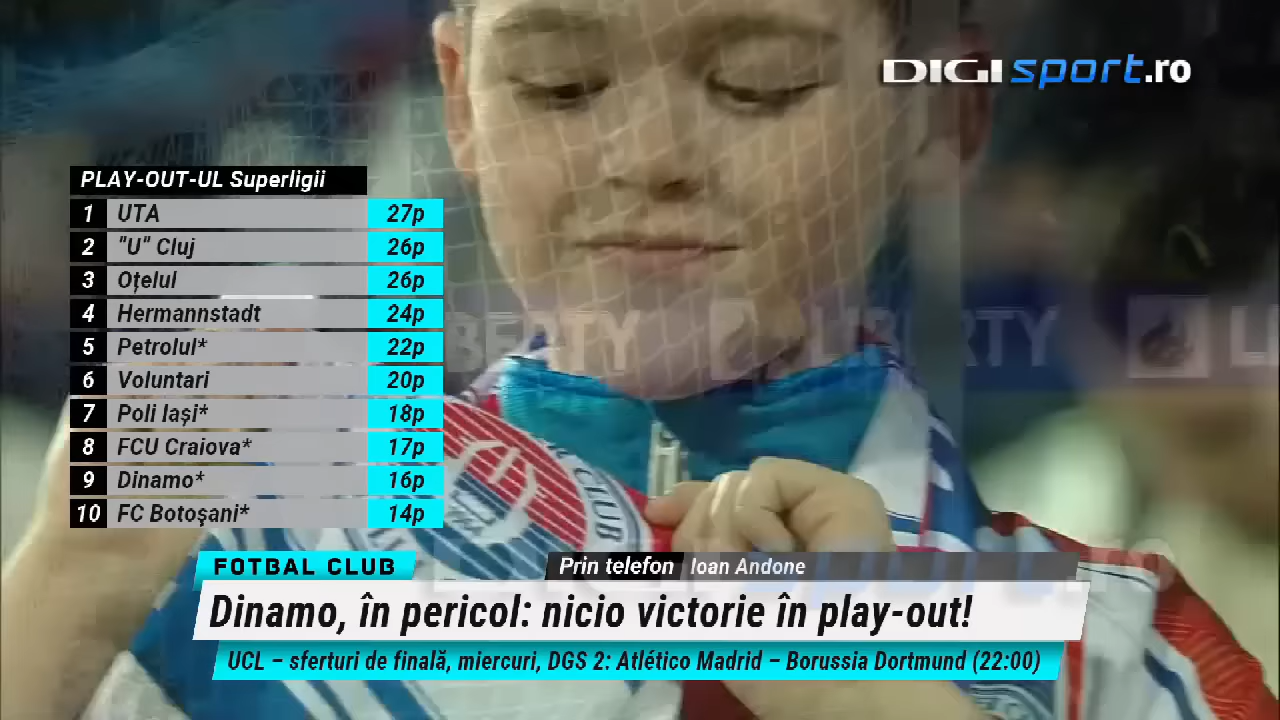 DIGI sport.ro
PLAY-OUT-UL Superligii
1 UTA 27p
2 "U" Cluj 26p
3 Oțelul 26p
4 Hermannstadt 24p
5 Petrolul* 22p
6 Voluntari 20p
7 Poli Iași* 18p
8 FCU Craiova* 17p
9 Dinamo* 16p
10 FC Botoşani* 14p
LIBERTY
CLUB
FOTBAL CLUB
Prin telefon Ioan Andone
Dinamo, în pericol: nicio victorie în play-out!
UCL – sferturi de finală, miercuri, DGS 2: Atlético Madrid – Borussia Dortmund (22:00)